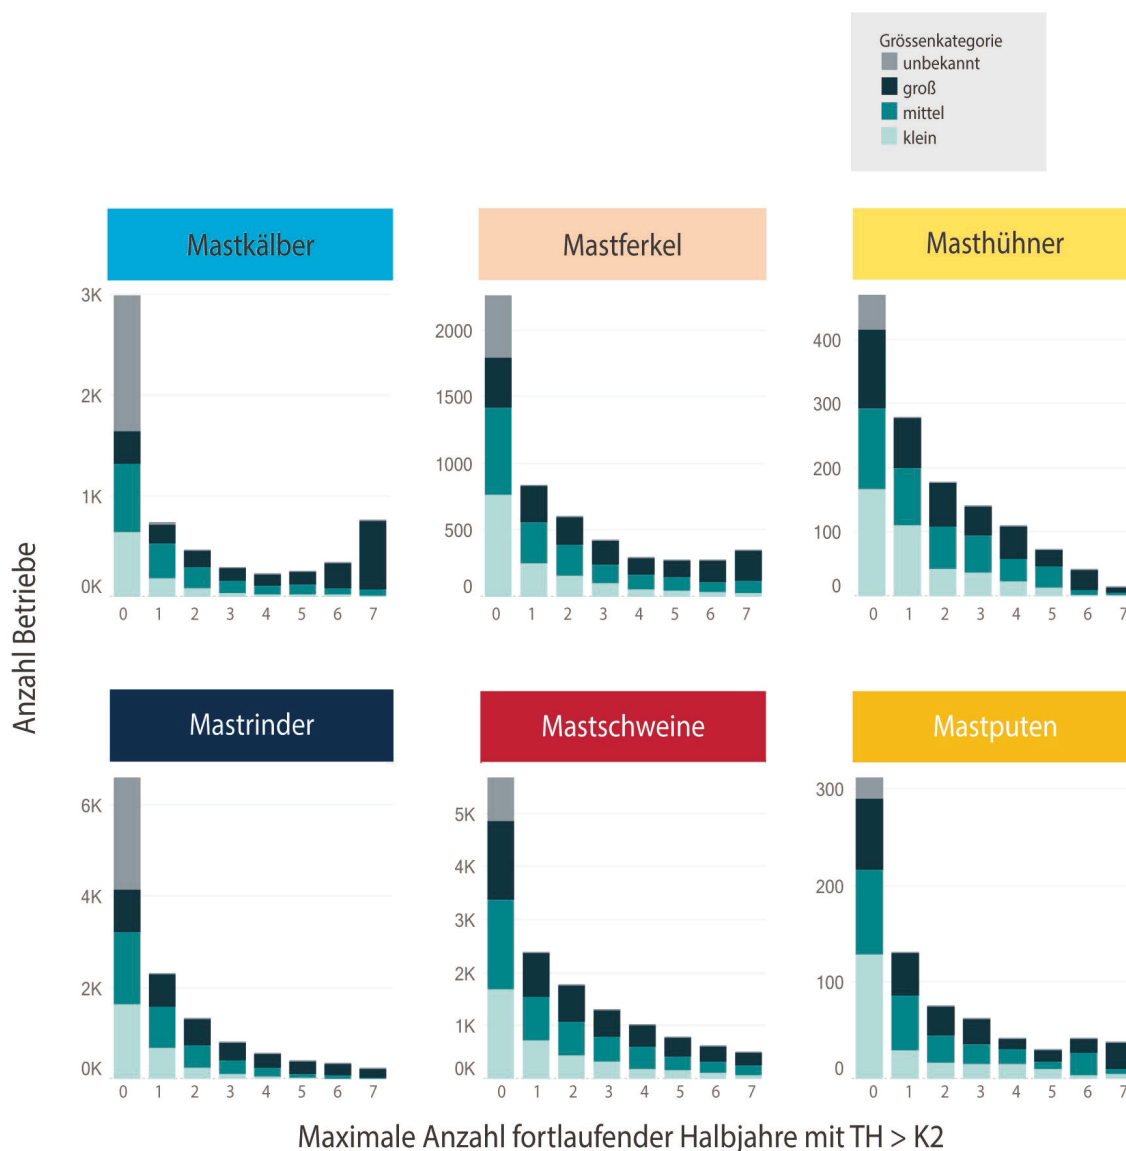 Grössenkategorie
unbekannt
groß
mittel
klein
Mastkälber
Mastferkel
Masthühner
3K
2K
1K
0K
0 1 2 3 4 5 6 7
2000
1500
1000
500
0
0 1 2 3 4 5 6 7
400
300
200
100
0
0 1 2 3 4 5 6 7
Anzahl Betriebe
Mastrinder
Mastschweine
Mastputen
6K
4K
2K
0K
0 1 2 3 4 5 6 7
5K
4K
3K
2K
1K
0K
0 1 2 3 4 5 6 7
300
200
100
0
0 1 2 3 4 5 6 7
Maximale Anzahl fortlaufender Halbjahre mit TH > K2